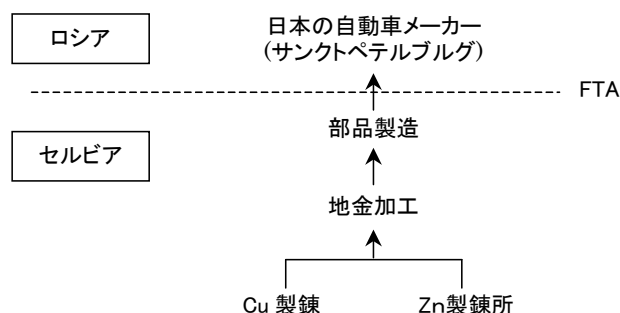 ロシア
日本の自動車メーカー
(サンクトペテルブルグ)
FTA
部品製造
セルビア
地金加工
Cu 製錬
Zn製錬所